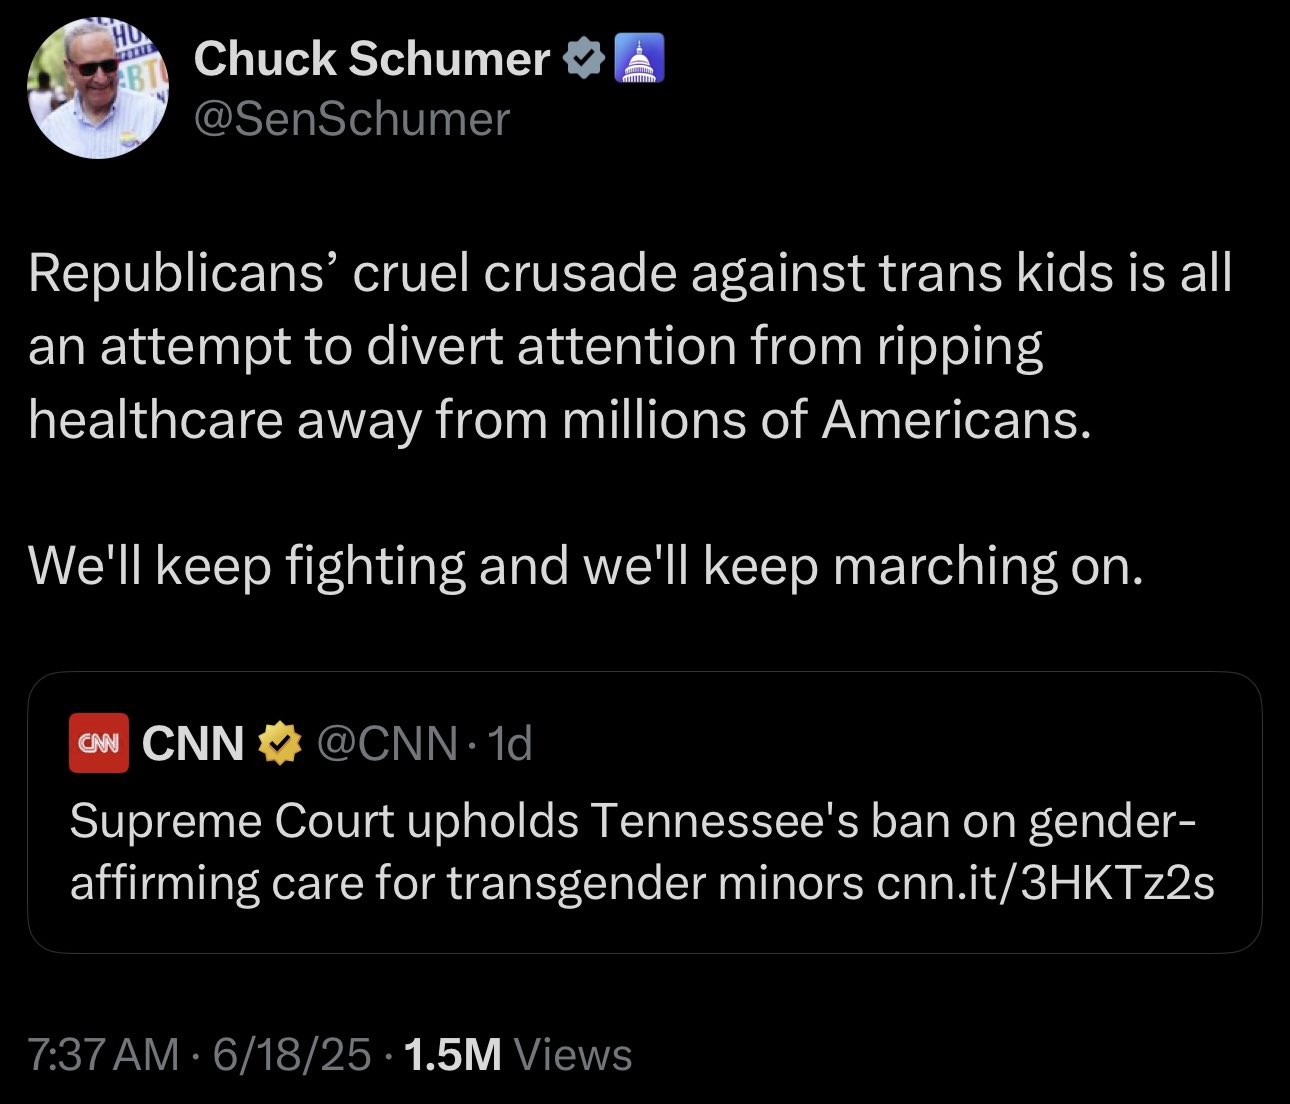 Chuck Schumer
@SenSchumer
Republicans’ cruel crusade against trans kids is all
an attempt to divert attention from ripping
healthcare away from millions of Americans.
We'll keep fighting and we'll keep marching on.
CNN CNN @CNN · 1d
Supreme Court upholds Tennessee's ban on gender-
affirming care for transgender minors cnn.it/3HKTz2s
7:37 AM · 6/18/25 · 1.5M Views